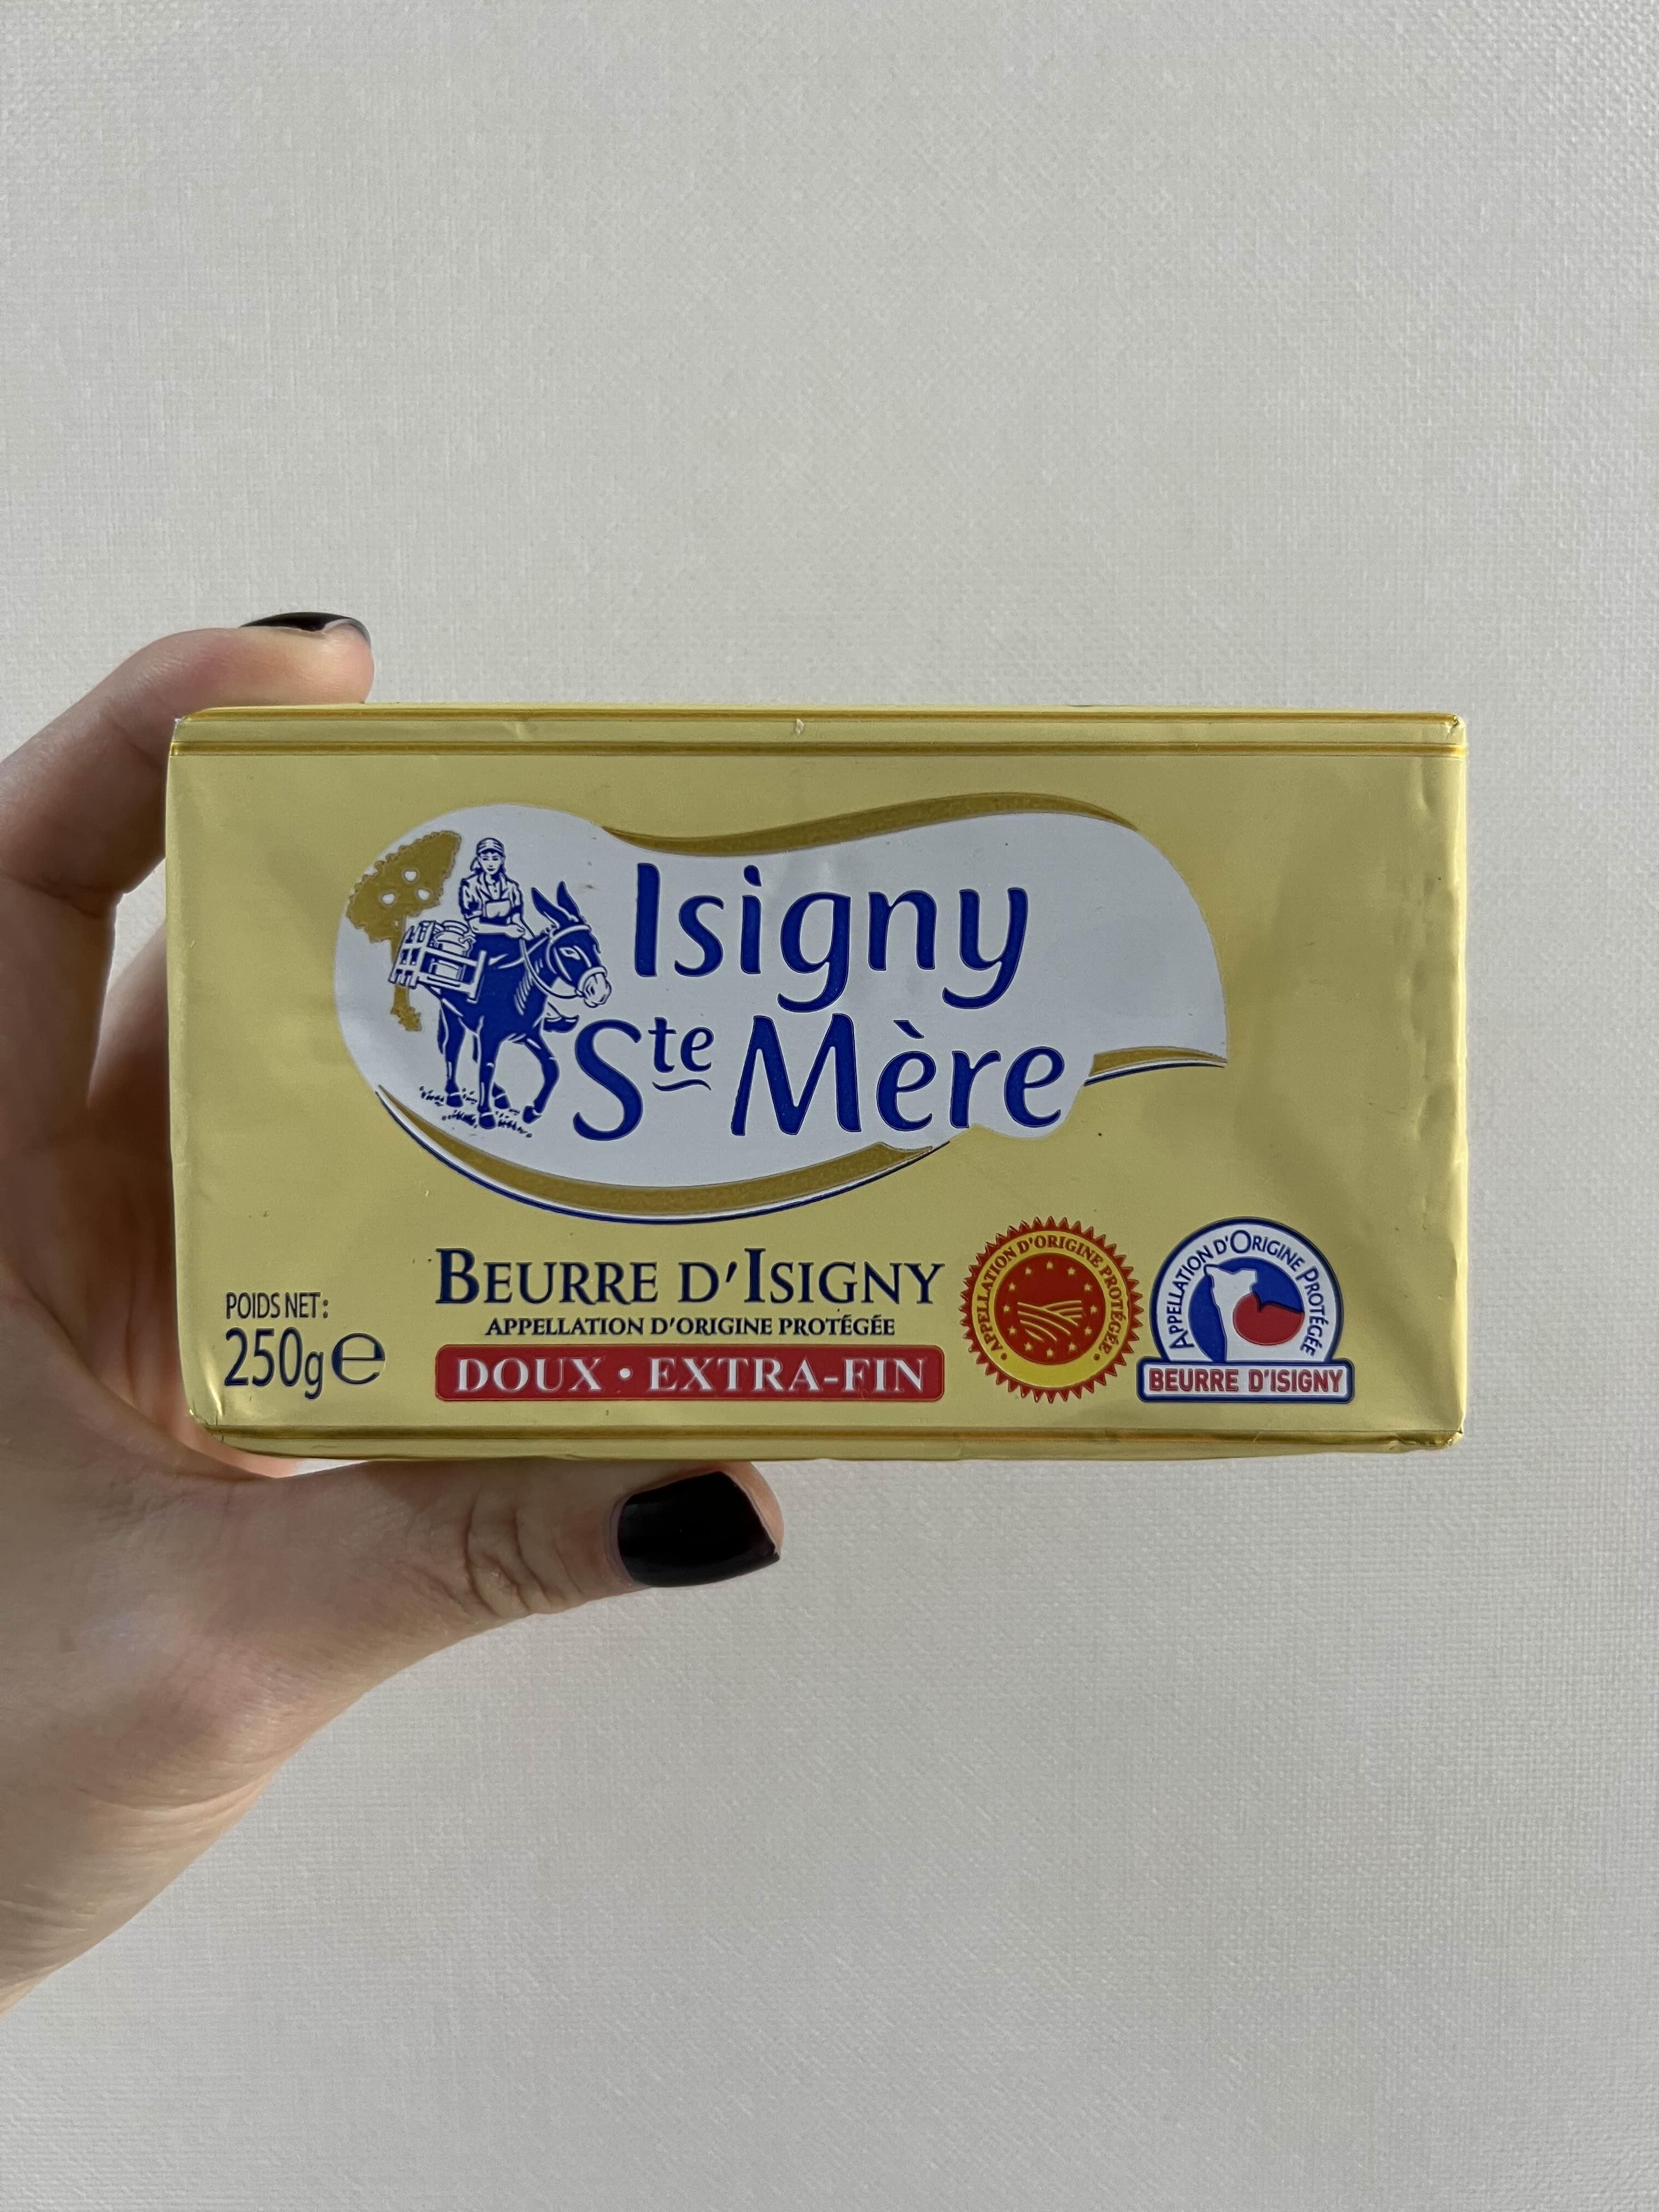 Isigny
Ste Mère
BEURRE D'ISIGNY
APPELLATION D'ORIGINE PROTÉGÉE
DOUX • EXTRA-FIN
POIDS NET:
250g℮
• APPELLATION D'ORIGINE PROTÉGÉE •
APPELLATION D'ORIGINE PROTÉGÉE
BEURRE D'ISIGNY